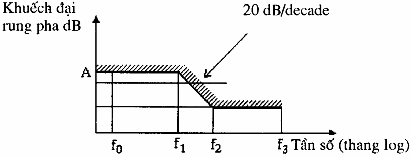 Khuếch đại
rung pha dB
20 dB/decade
A
f0 f1 f2 f3 Tần số (thang log)